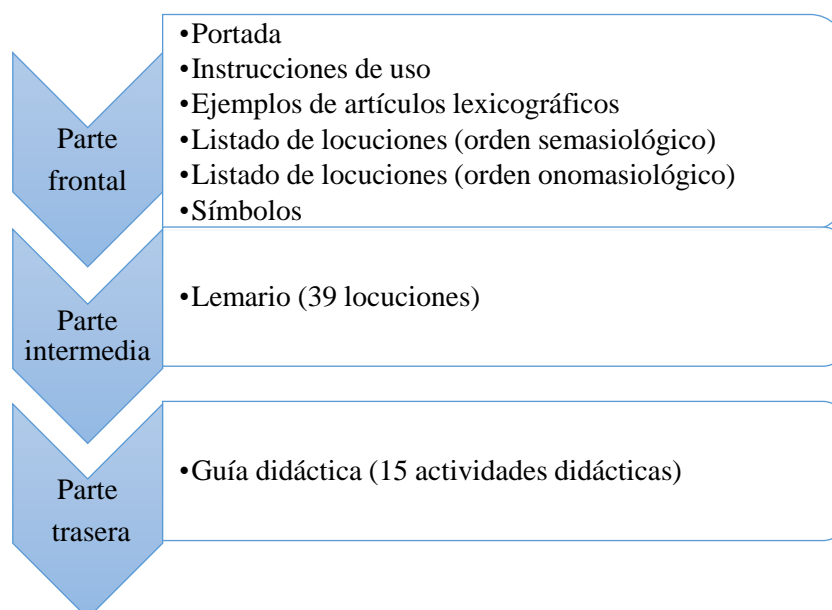 Parte
frontal
•Portada
•Instrucciones de uso
•Ejemplos de artículos lexicográficos
•Listado de locuciones (orden semasiológico)
•Listado de locuciones (orden onomasiológico)
•Símbolos
Parte
intermedia
•Lemario (39 locuciones)
Parte
trasera
•Guía didáctica (15 actividades didácticas)